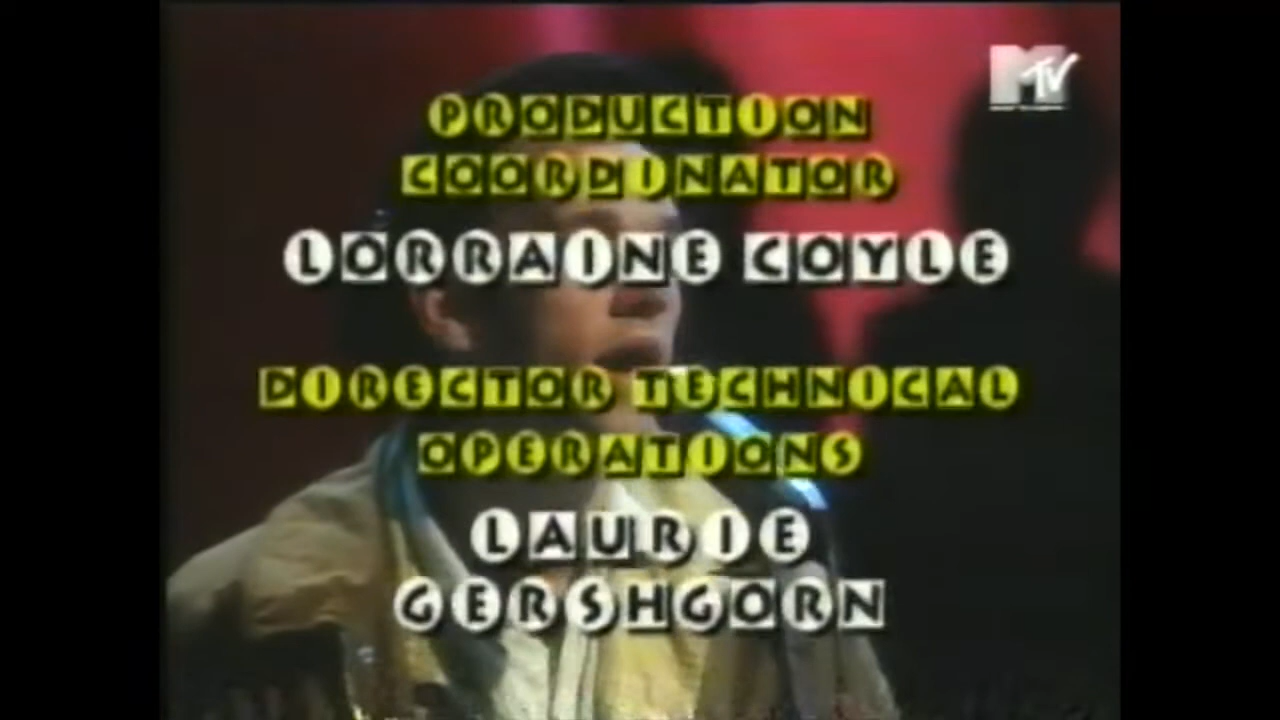 MTV
PRODUCTION
COORDINATOR
LORRAINE COYLE
DIRECTOR TECHNICAL
OPERATIONS
LAURIE
GERSHGORN